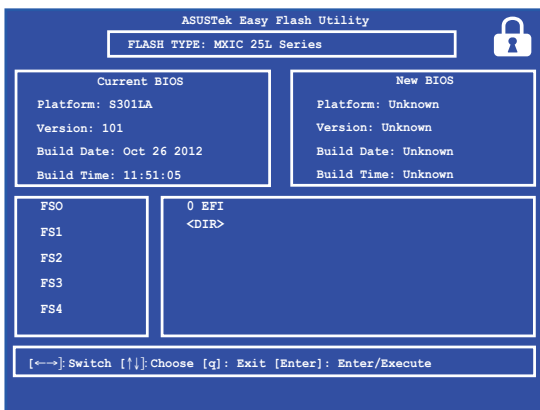 ASUSTek Easy Flash Utility
FLASH TYPE: MXIC 25L Series
Current BIOS
Platform: S301LA
Version: 101
Build Date: Oct 26 2012
Build Time: 11:51:05
New BIOS
Platform: Unknown
Version: Unknown
Build Date: Unknown
Build Time: Unknown
FSO
FS1
FS2
FS3
FS4
0 EFI
<DIR>
[←→]: Switch [↑↓]: Choose [q]: Exit [Enter]: Enter/Execute